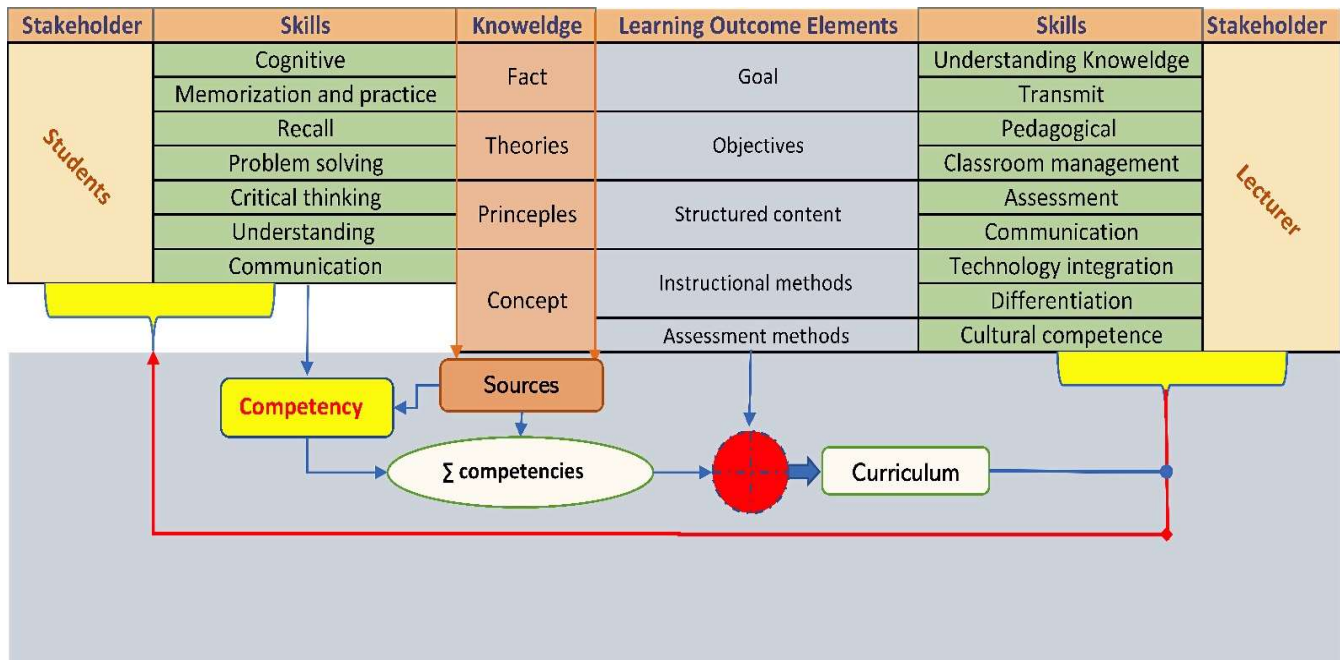 Stakeholder Skills Knoweldge Learning Outcome Elements Skills Stakeholder
Students
Cognitive
Memorization and practice
Recall
Problem solving
Critical thinking
Understanding
Communication
Fact
Theories
Princeples
Concept
Goal
Objectives
Structured content
Instructional methods
Assessment methods
Understanding Knoweldge
Transmit
Pedagogical
Classroom management
Assessment
Communication
Technology integration
Differentiation
Cultural competence
Lecturer
Sources
Competency
∑ competencies
Curriculum